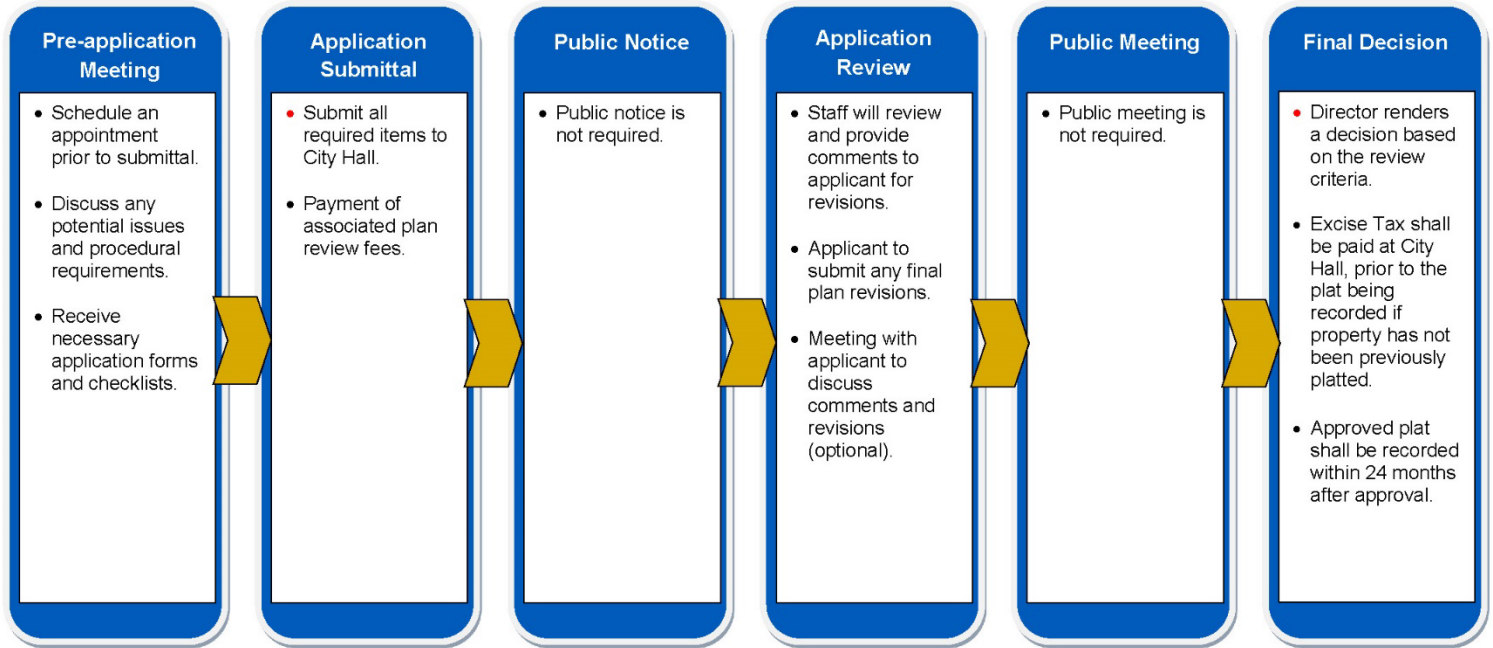 Pre-application
Meeting
• Schedule an
appointment
prior to submittal.
• Discuss any
potential issues
and procedural
requirements.
• Receive
necessary
application forms
and checklists.
Application
Submittal
• Submit all
required items to
City Hall.
• Payment of
associated plan
review fees.
Public Notice
• Public notice is
not required.
Application
Review
• Staff will review
and provide
comments to
applicant for
revisions.
• Applicant to
submit any final
plan revisions.
• Meeting with
applicant to
discuss
comments and
revisions
(optional).
Public Meeting
• Public meeting is
not required.
Final Decision
• Director renders
a decision based
on the review
criteria.
• Excise Tax shall
be paid at City
Hall, prior to the
plat being
recorded if
property has not
been previously
platted.
• Approved plat
shall be recorded
within 24 months
after approval.